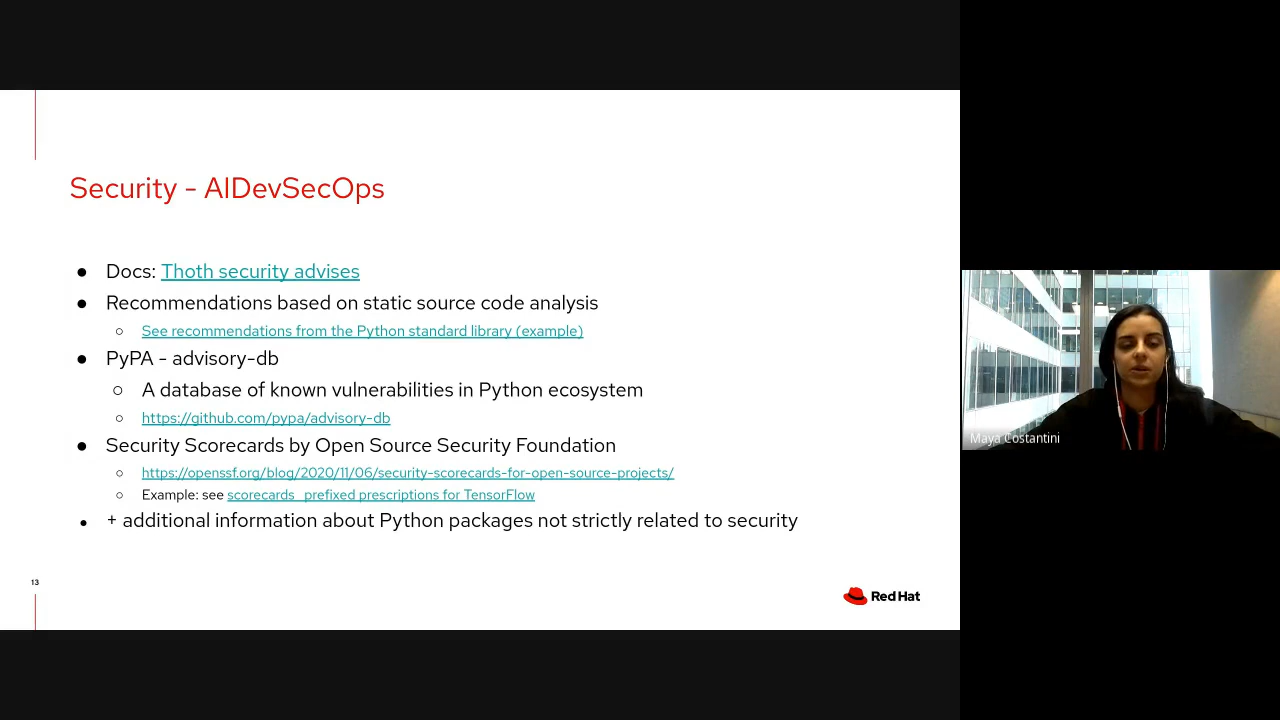 Security - AIDevSecOps
● Docs: Thoth security advises
● Recommendations based on static source code analysis
○ See recommendations from the Python standard library (example)
● PyPA - advisory-db
○ A database of known vulnerabilities in Python ecosystem
○ https://github.com/pypa/advisory-db
● Security Scorecards by Open Source Security Foundation
○ https://openssf.org/blog/2020/11/06/security-scorecards-for-open-source-projects/
○ Example: see scorecards_prefixed prescriptions for TensorFlow
● + additional information about Python packages not strictly related to security
13
Red Hat
Maya Costantini